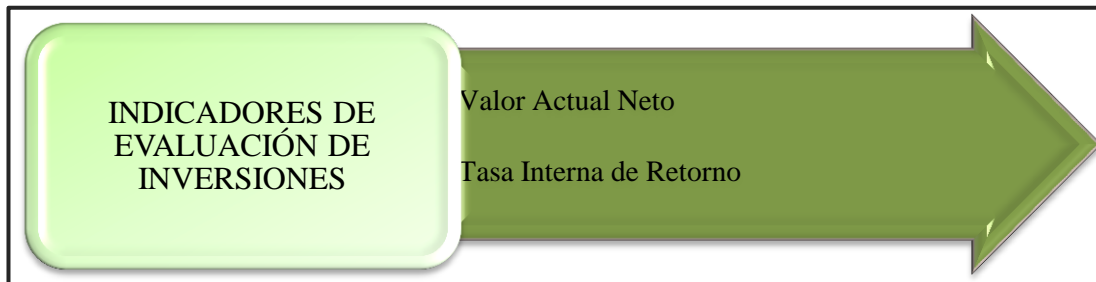 INDICADORES DE
EVALUACIÓN DE
INVERSIONES
Valor Actual Neto
Tasa Interna de Retorno